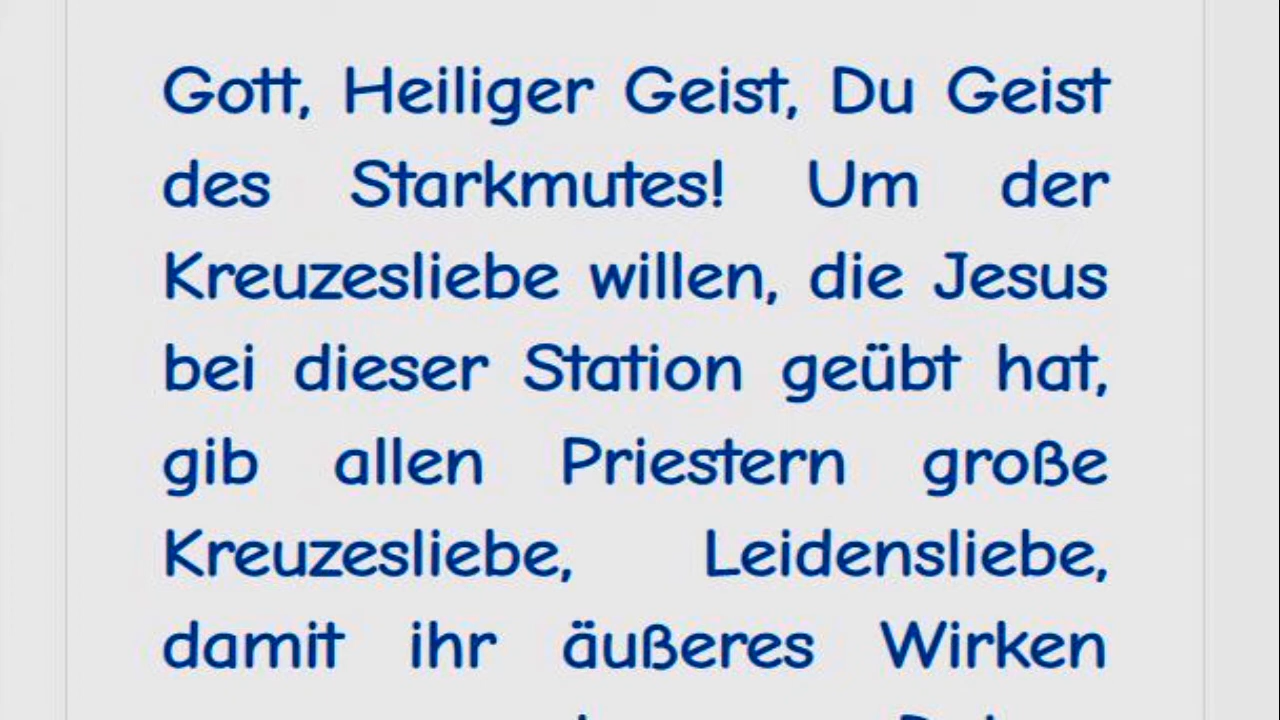 Gott, Heiliger Geist, Du Geist
des Starkmutes! Um der
Kreuzesliebe willen, die Jesus
bei dieser Station geübt hat,
gib allen Priestern große
Kreuzesliebe, Leidensliebe,
damit ihr äußeres Wirken